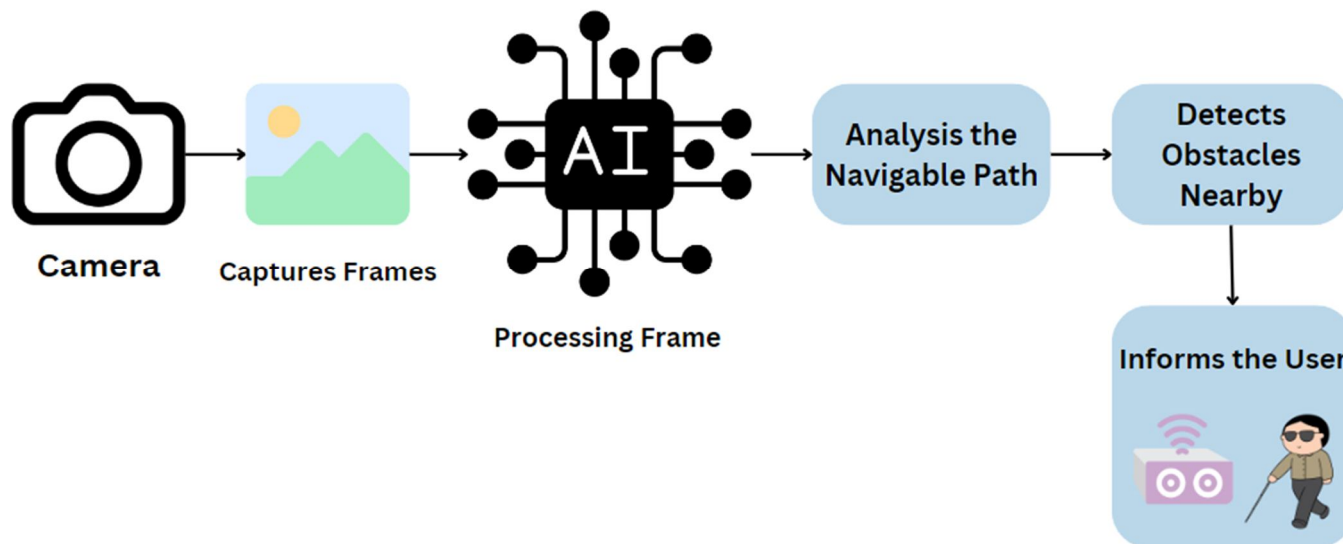 AI
Analysis the
Navigable Path
Detects
Obstacles
Nearby
Camera
Captures Frames
Processing Frame
Informs the User